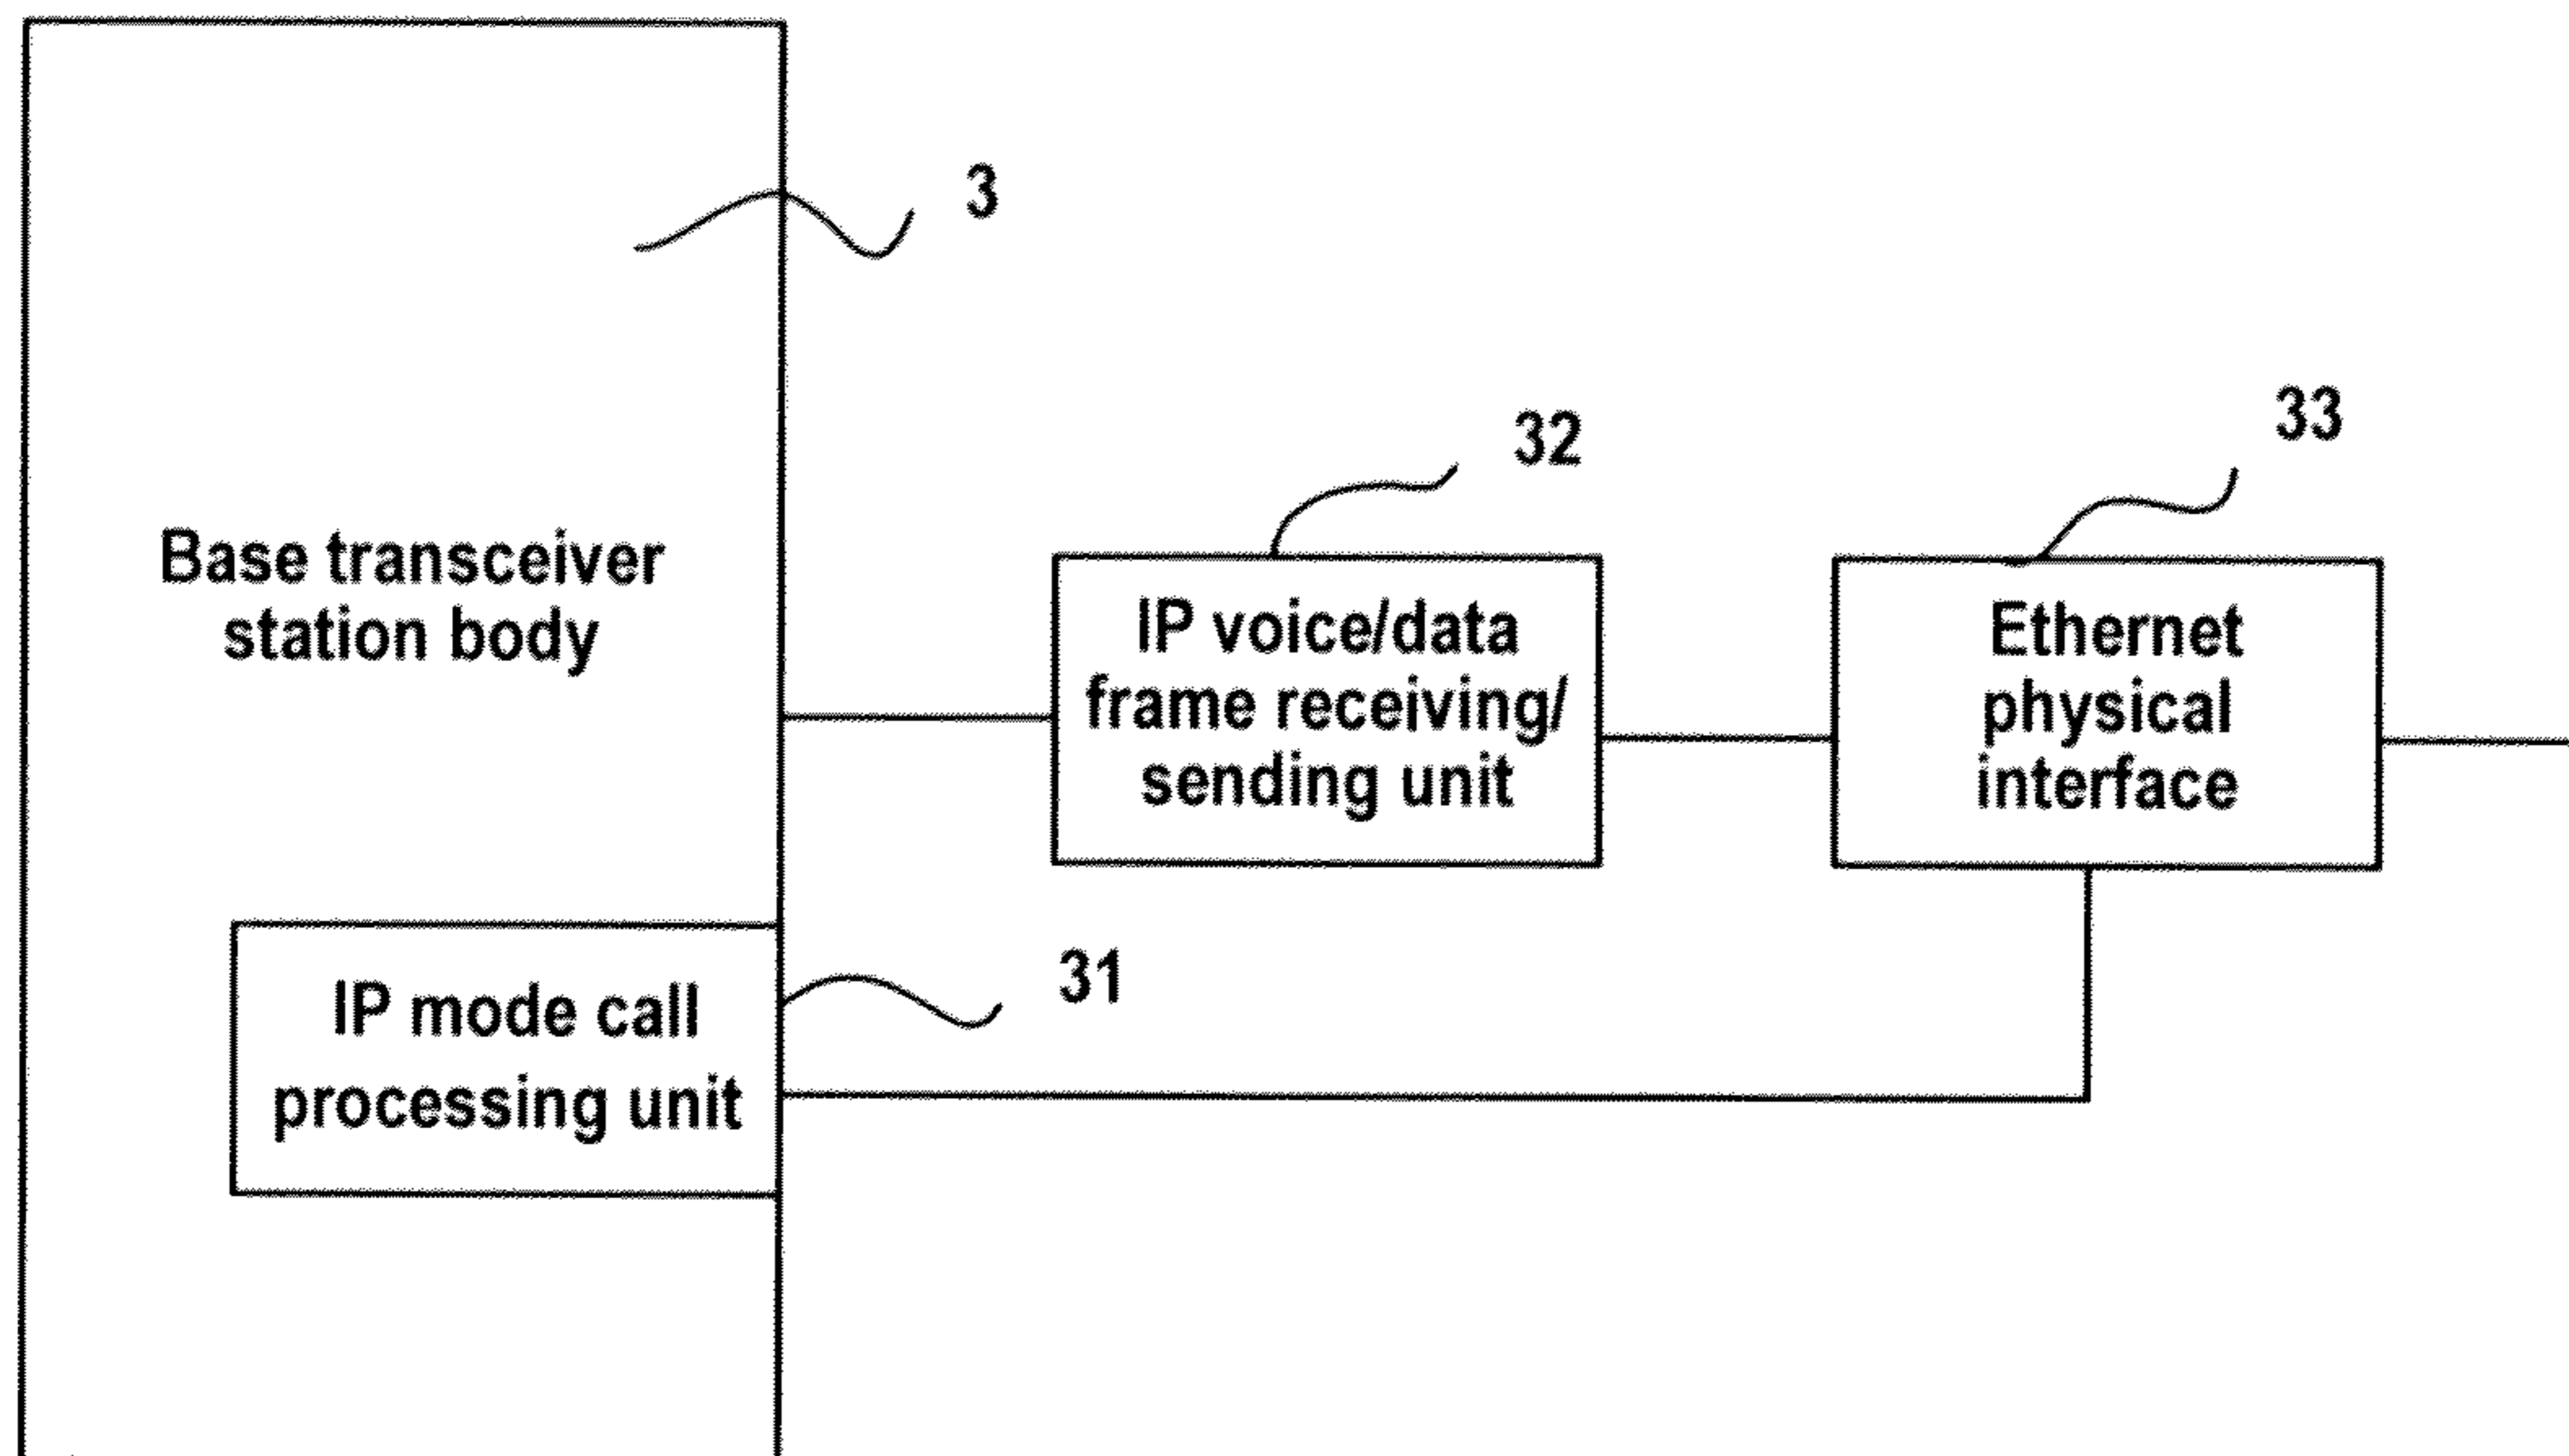 3
33
32
Base transceiver
station body
IP voice/data
frame receiving/
sending unit
Ethernet
physical
interface
31
IP mode call
processing unit